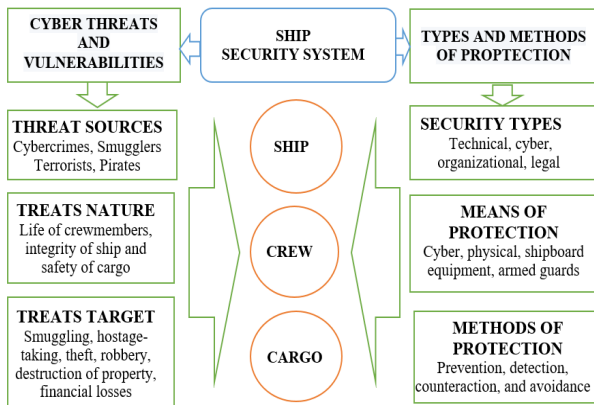 CYBER THREATS
AND
VULNERABILITIES
SHIP
SECURITY SYSTEM
TYPES AND METHODS
OF PROPTECTION
THREAT SOURCES
Cybercrimes, Smugglers
Terrorists, Pirates
TREATS NATURE
Life of crewmembers,
integrity of ship and
safety of cargo
TREATS TARGET
Smuggling, hostage-
taking, theft, robbery,
destruction of property,
financial losses
SHIP
CREW
CARGO
SECURITY TYPES
Technical, cyber,
organizational, legal
MEANS OF
PROTECTION
Cyber, physical, shipboard
equipment, armed guards
METHODS OF
PROTECTION
Prevention, detection,
counteraction, and avoidance